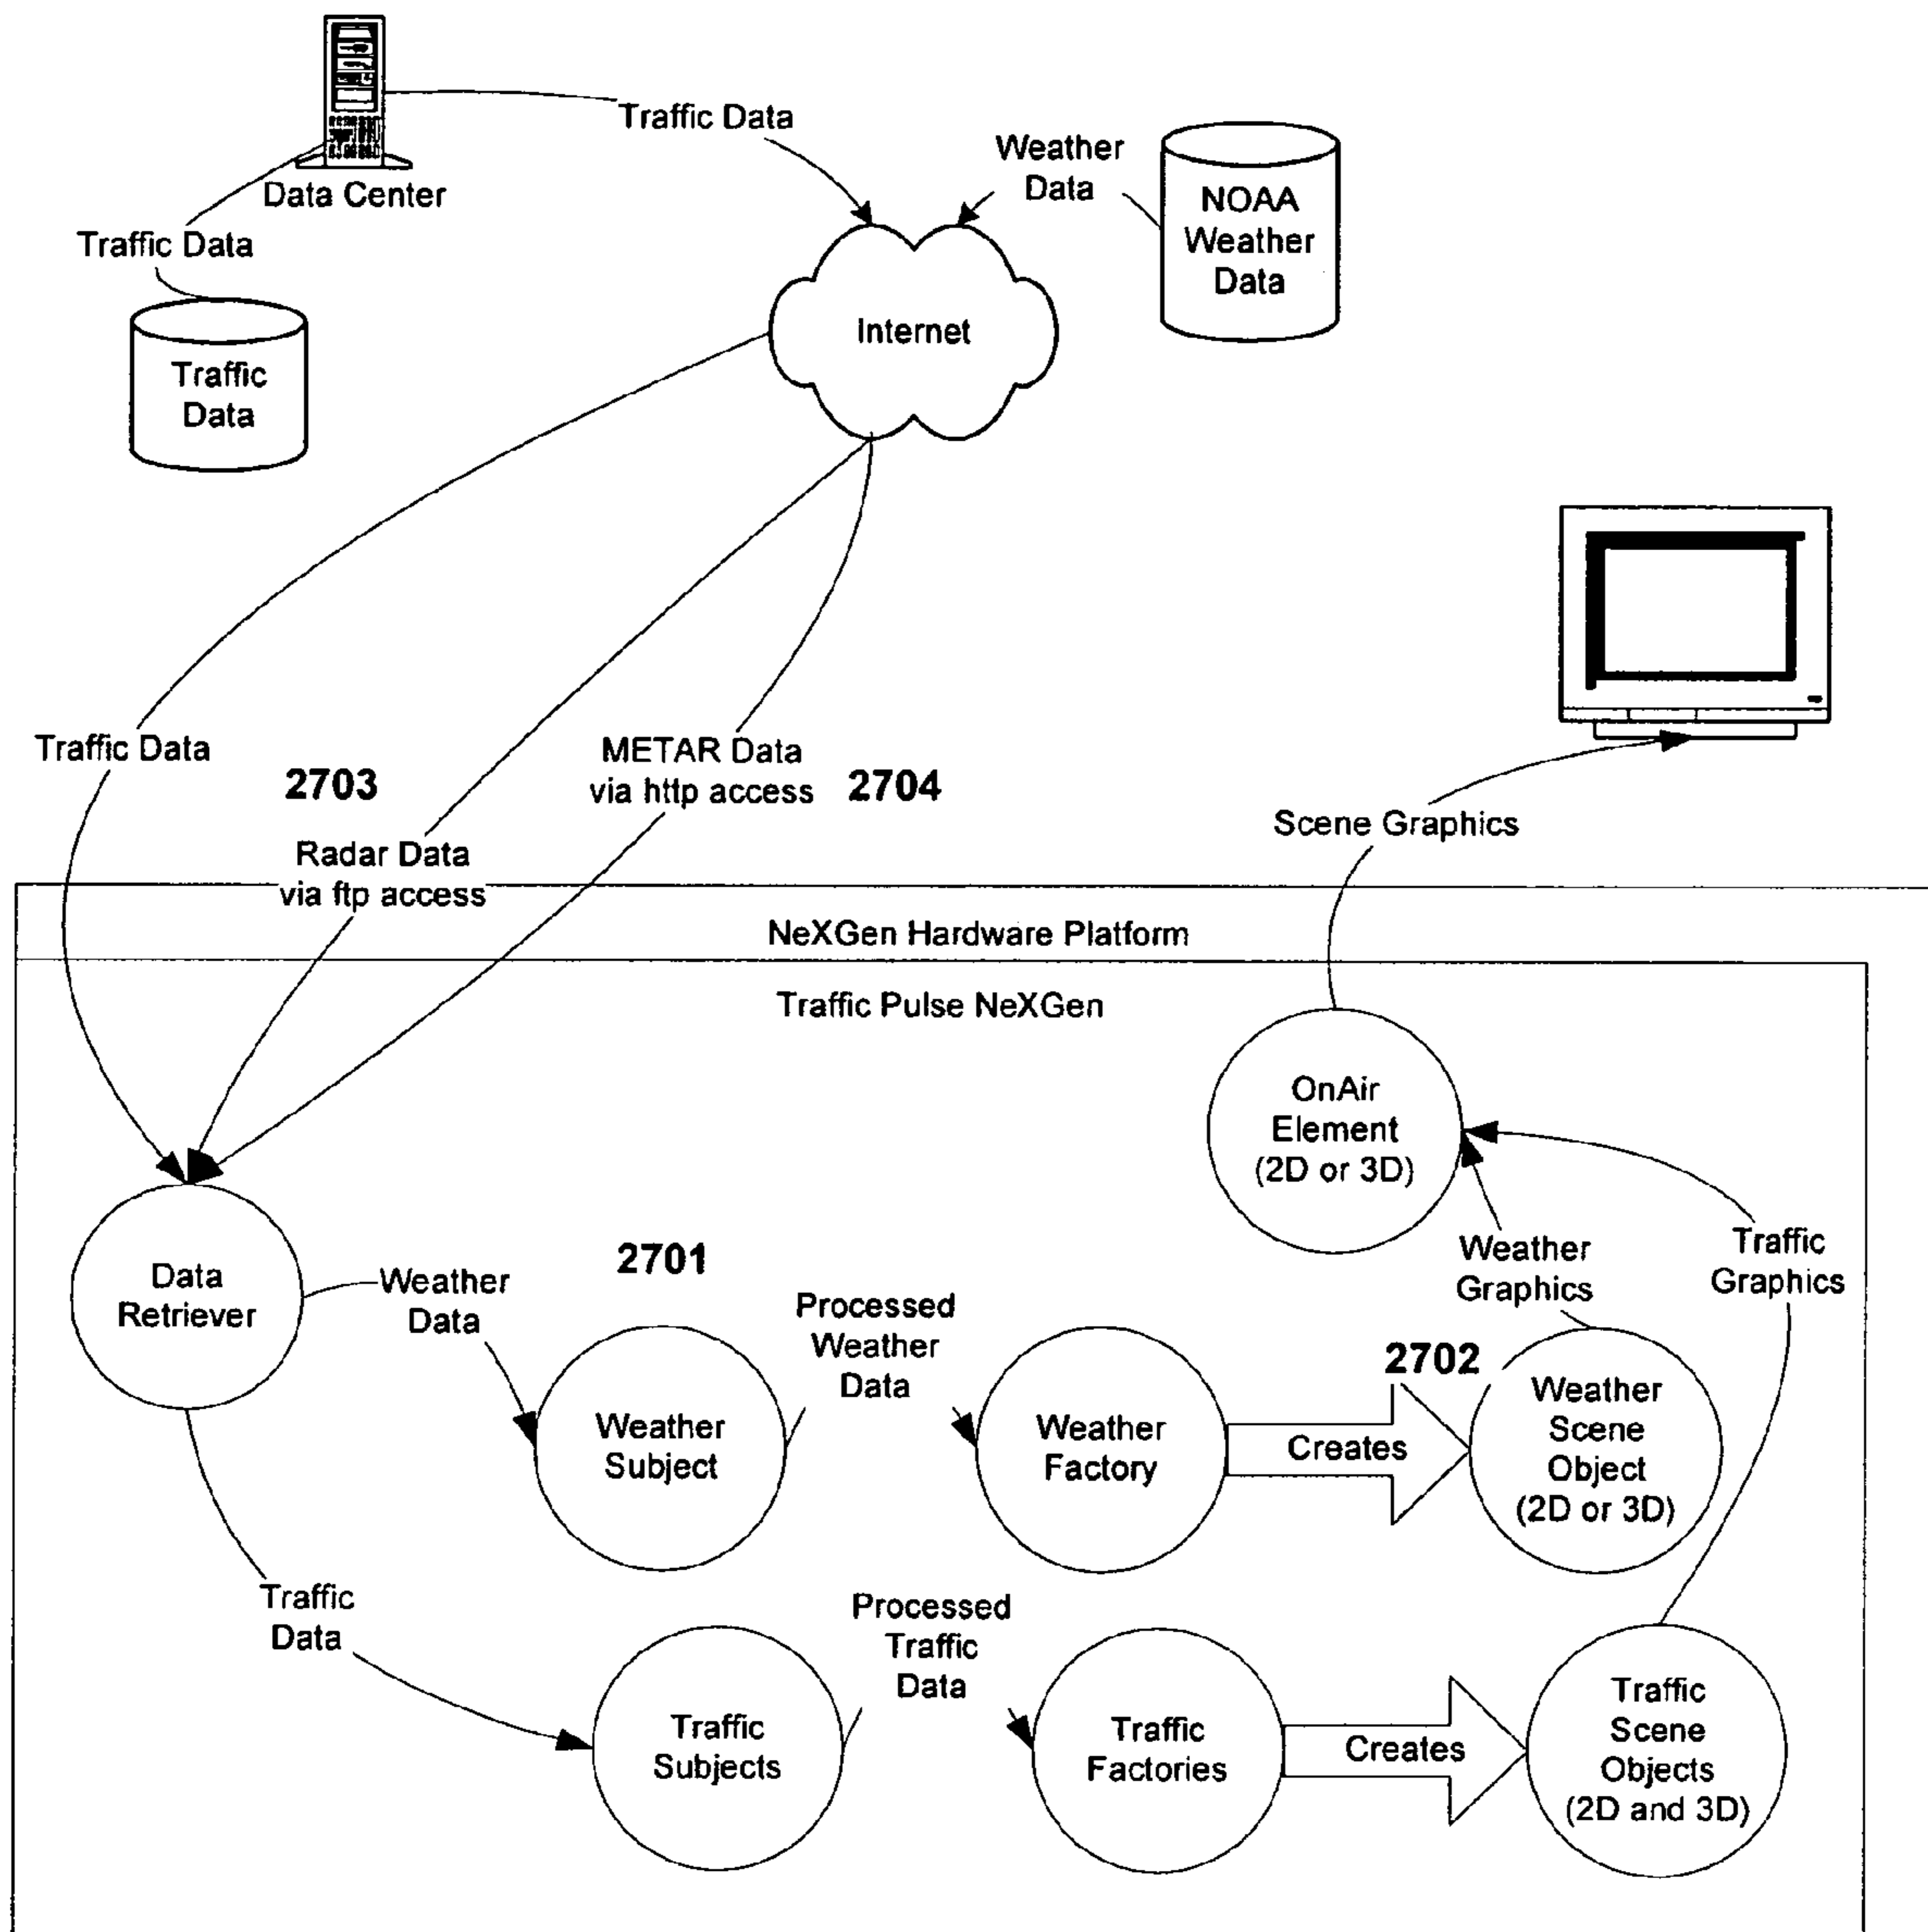 Traffic Data
Data Center
Weather
Data
NOAA
Weather
Data
Traffic Data
Internet
Traffic
Data
Traffic Data
2703
METAR Data
via http access
2704
Radar Data
via ftp access
Scene Graphics
NeXGen Hardware Platform
Traffic Pulse NeXGen
OnAir
Element
(2D or 3D)
Data
Retriever
Weather
Data
2701
Processed
Weather
Data
Weather
Graphics
Traffic
Graphics
2702
Weather
Subject
Weather
Factory
Creates
Weather
Scene
Object
(2D or 3D)
Traffic
Data
Processed
Traffic
Data
Traffic
Subjects
Traffic
Factories
Creates
Traffic
Scene
Objects
(2D and 3D)